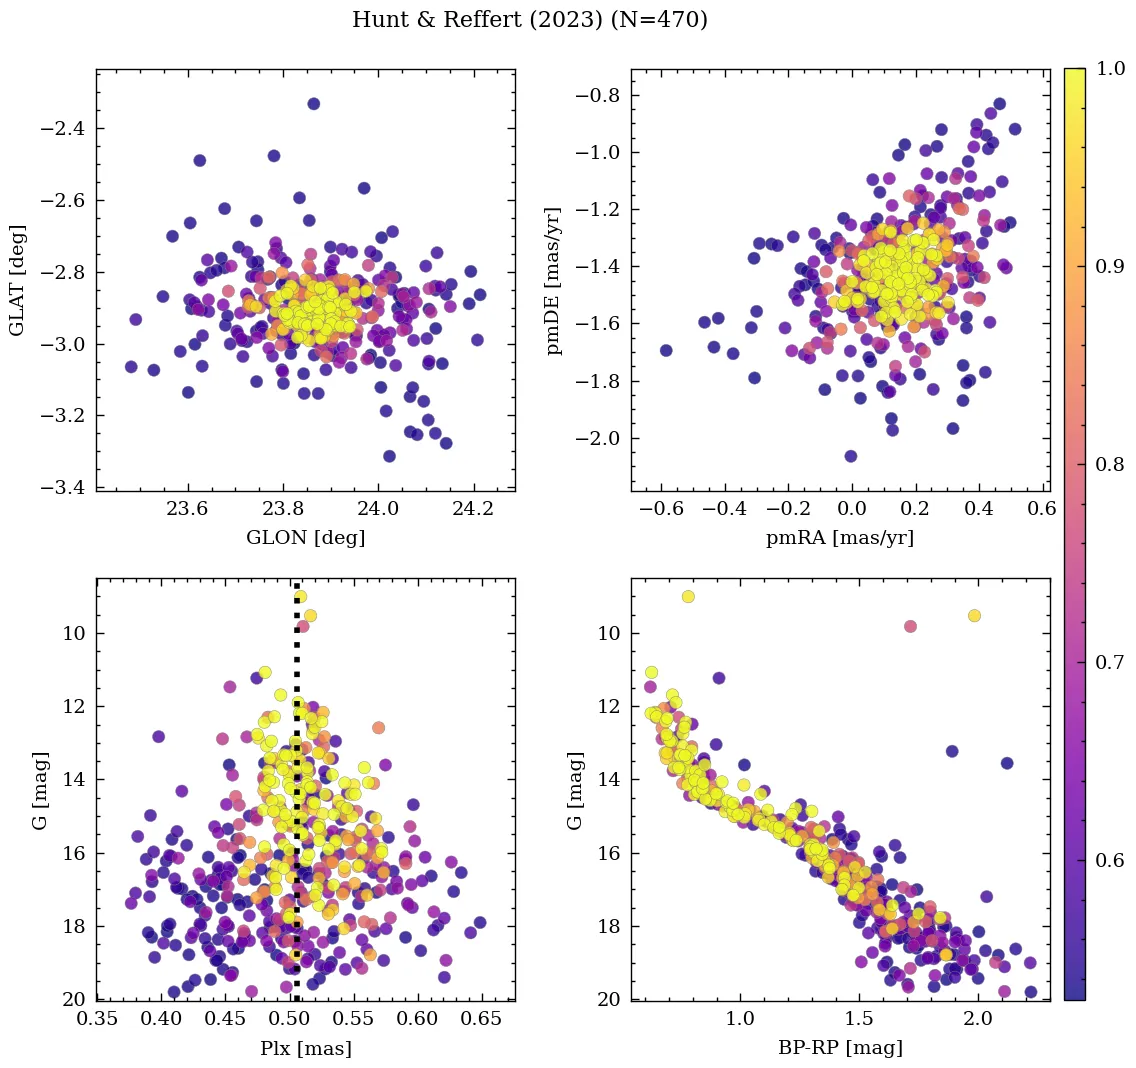 Hunt & Reffert (2023) (N=470)
−2.4
−2.6
−2.8
−3.0
−3.2
−3.4
GLAT [deg]
23.6 23.8 24.0 24.2
GLON [deg]
−0.8
−1.0
−1.2
−1.4
−1.6
−1.8
−2.0
pmDE [mas/yr]
−0.6 −0.4 −0.2 0.0 0.2 0.4 0.6
pmRA [mas/yr]
1.0
0.9
0.8
0.7
0.6
10
12
14
16
18
20
G [mag]
0.35 0.40 0.45 0.50 0.55 0.60 0.65
Plx [mas]
10
12
14
16
18
20
G [mag]
1.0 1.5 2.0
BP-RP [mag]